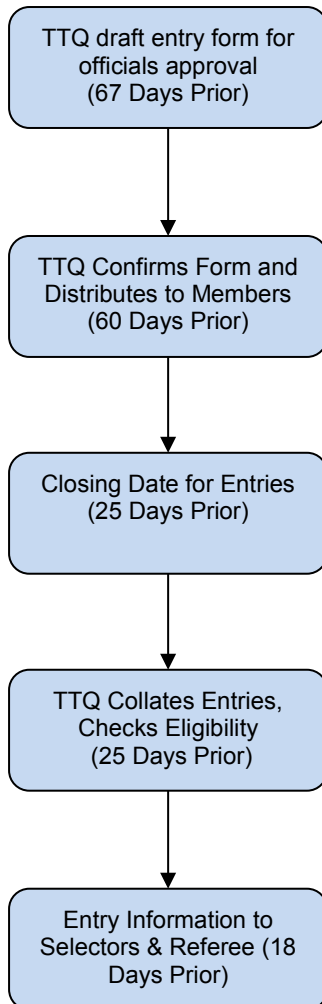 TTQ draft entry form for
officials approval
(67 Days Prior)
TTQ Confirms Form and
Distributes to Members
(60 Days Prior)
Closing Date for Entries
(25 Days Prior)
TTQ Collates Entries,
Checks Eligibility
(25 Days Prior)
Entry Information to
Selectors & Referee (18
Days Prior)